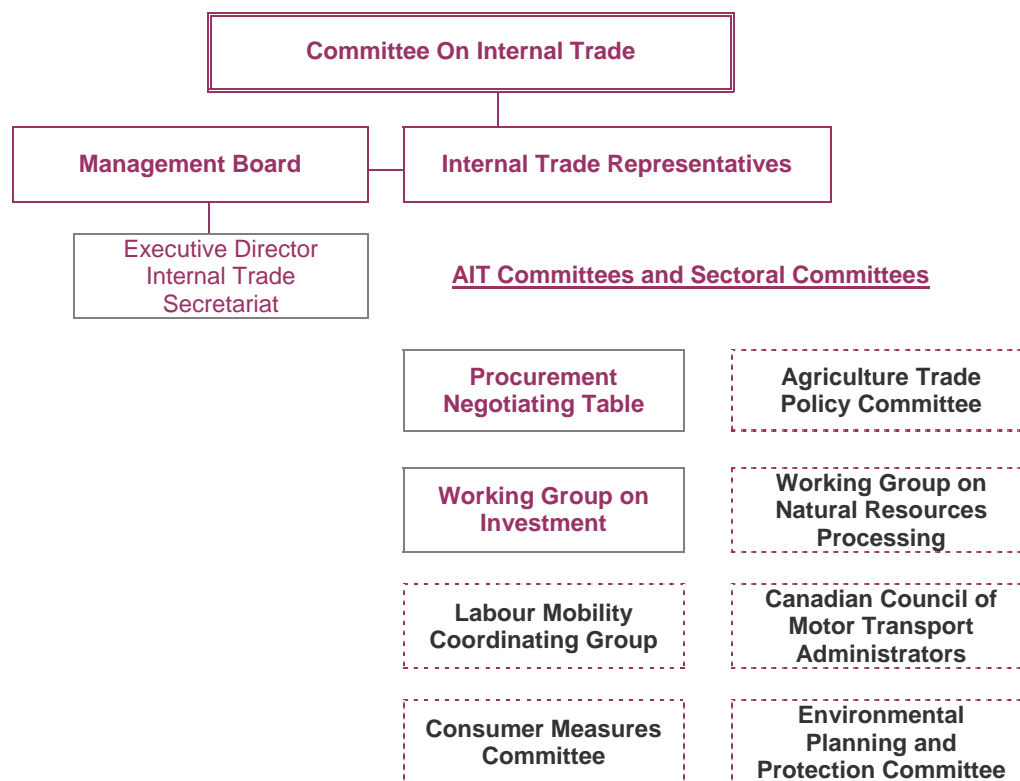 Committee On Internal Trade
Management Board
Internal Trade Representatives
Executive Director
Internal Trade
Secretariat
AIT Committees and Sectoral Committees
Procurement
Negotiating Table
Agriculture Trade
Policy Committee
Working Group on
Investment
Working Group on
Natural Resources
Processing
Labour Mobility
Coordinating Group
Canadian Council of
Motor Transport
Administrators
Consumer Measures
Committee
Environmental
Planning and
Protection Committee